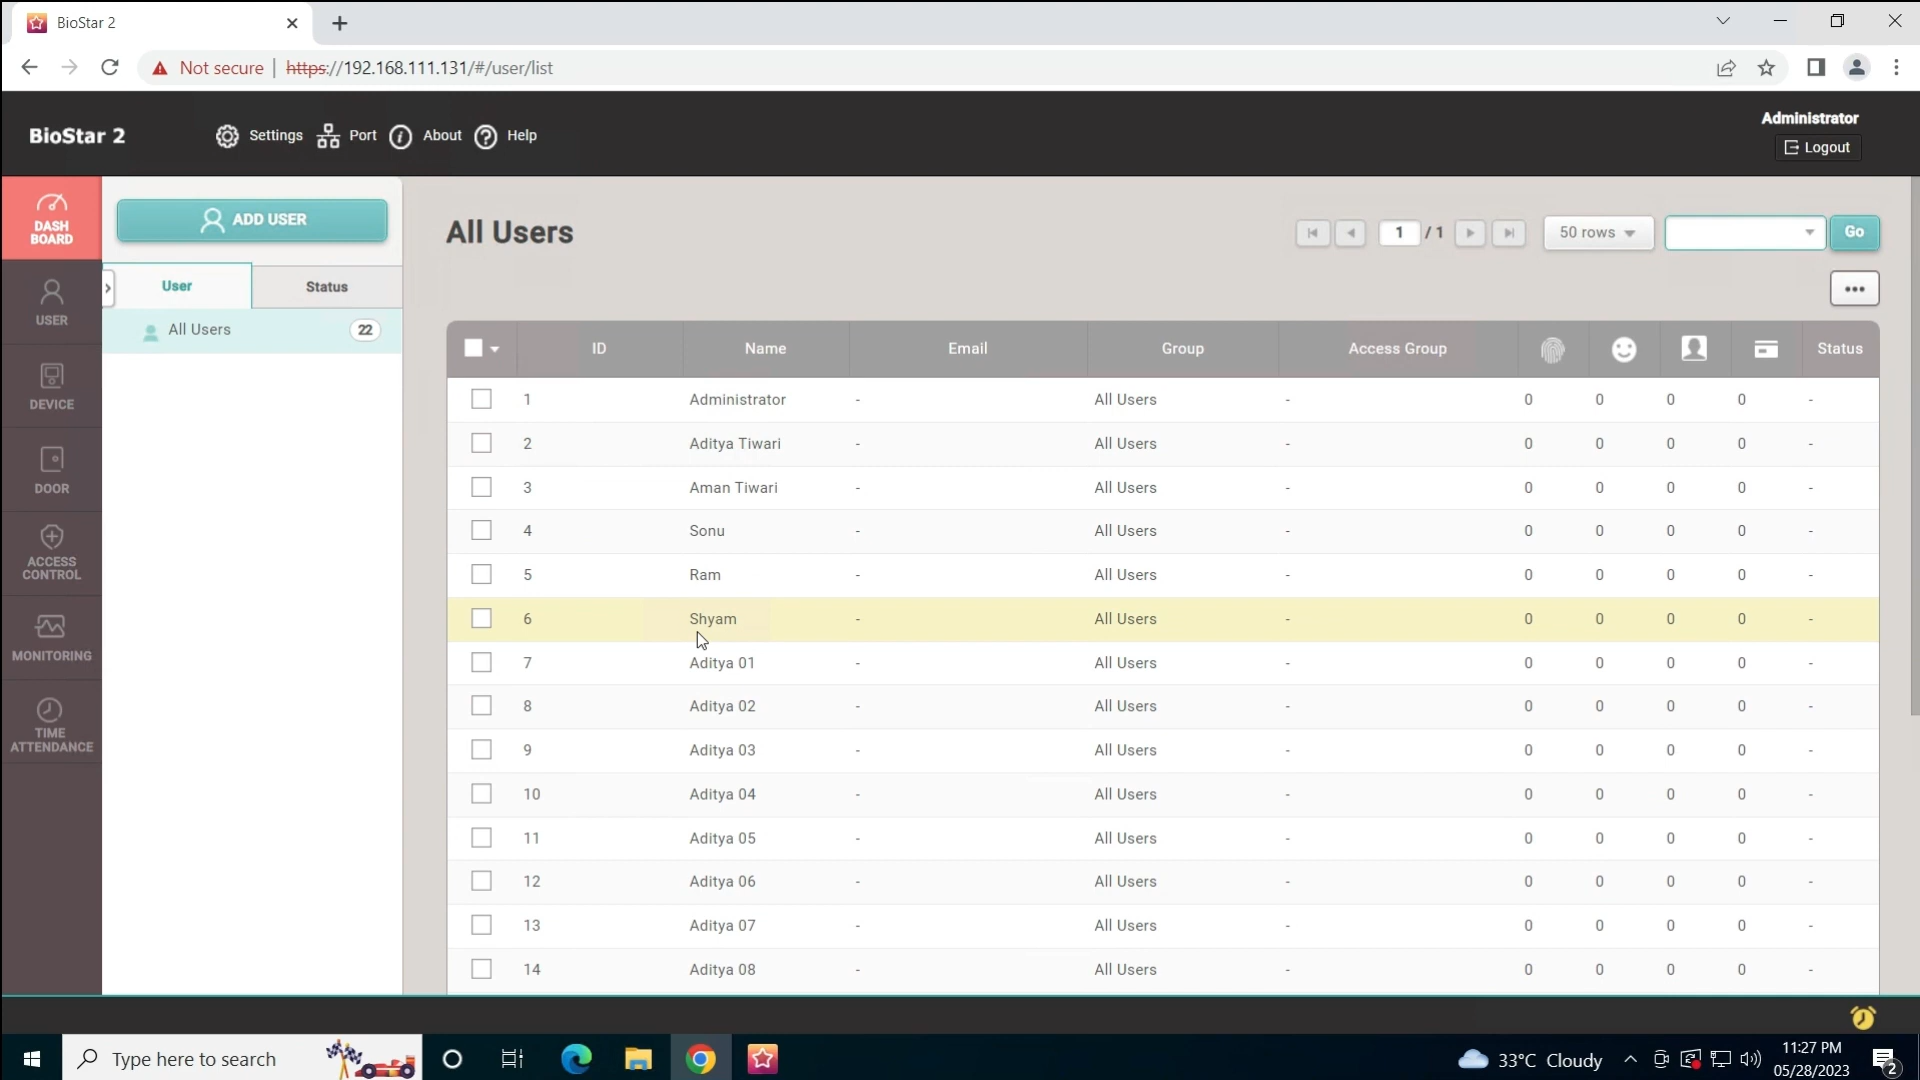 BioStar 2
Not secure | https://192.168.111.131/#/user/list
BioStar 2
Settings
Port
About
Help
Administrator
Logout
DASH
BOARD
USER
DEVICE
DOOR
ACCESS
CONTROL
MONITORING
TIME
ATTENDANCE
ADD USER
User
Status
All Users 22
All Users
1 / 1
50 rows
Go
ID Name Email Group Access Group Status
1 Administrator - All Users - 0 0 0 0 -
2 Aditya Tiwari - All Users - 0 0 0 0 -
3 Aman Tiwari - All Users - 0 0 0 0 -
4 Sonu - All Users - 0 0 0 0 -
5 Ram - All Users - 0 0 0 0 -
6 Shyam - All Users - 0 0 0 0 -
7 Aditya 01 - All Users - 0 0 0 0 -
8 Aditya 02 - All Users - 0 0 0 0 -
9 Aditya 03 - All Users - 0 0 0 0 -
10 Aditya 04 - All Users - 0 0 0 0 -
11 Aditya 05 - All Users - 0 0 0 0 -
12 Aditya 06 - All Users - 0 0 0 0 -
13 Aditya 07 - All Users - 0 0 0 0 -
14 Aditya 08 - All Users - 0 0 0 0 -
Type here to search
33°C Cloudy
11:27 PM
05/28/2023
2